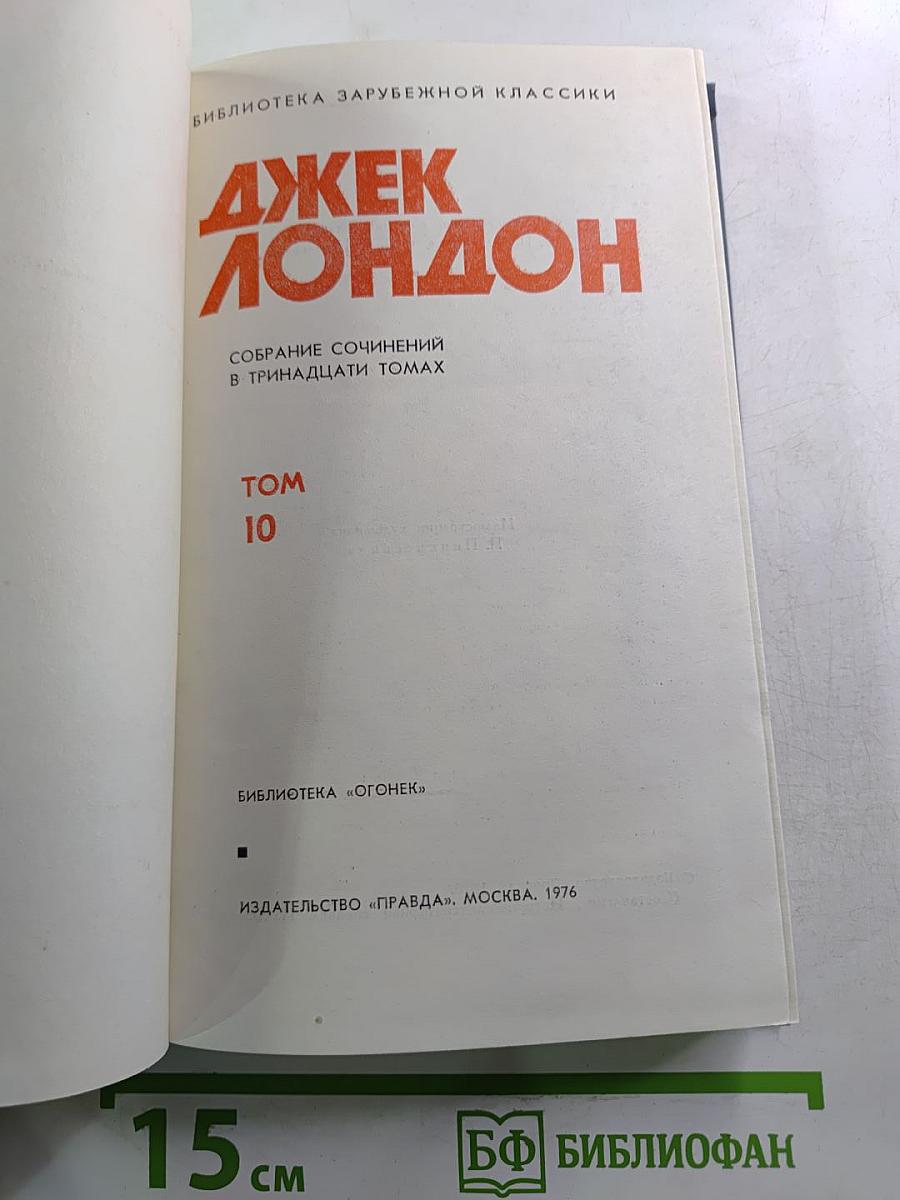 БИБЛИОТЕКА ЗАРУБЕЖНОЙ КЛАССИКИ
ДЖЕК
ЛОНДОН
СОБРАНИЕ СОЧИНЕНИЙ
В ТРИНАДЦАТИ ТОМАХ
ТОМ
10
БИБЛИОТЕКА «ОГОНЕК»
ИЗДАТЕЛЬСТВО «ПРАВДА». МОСКВА. 1976
15 см
БФ БИБЛИОФАН